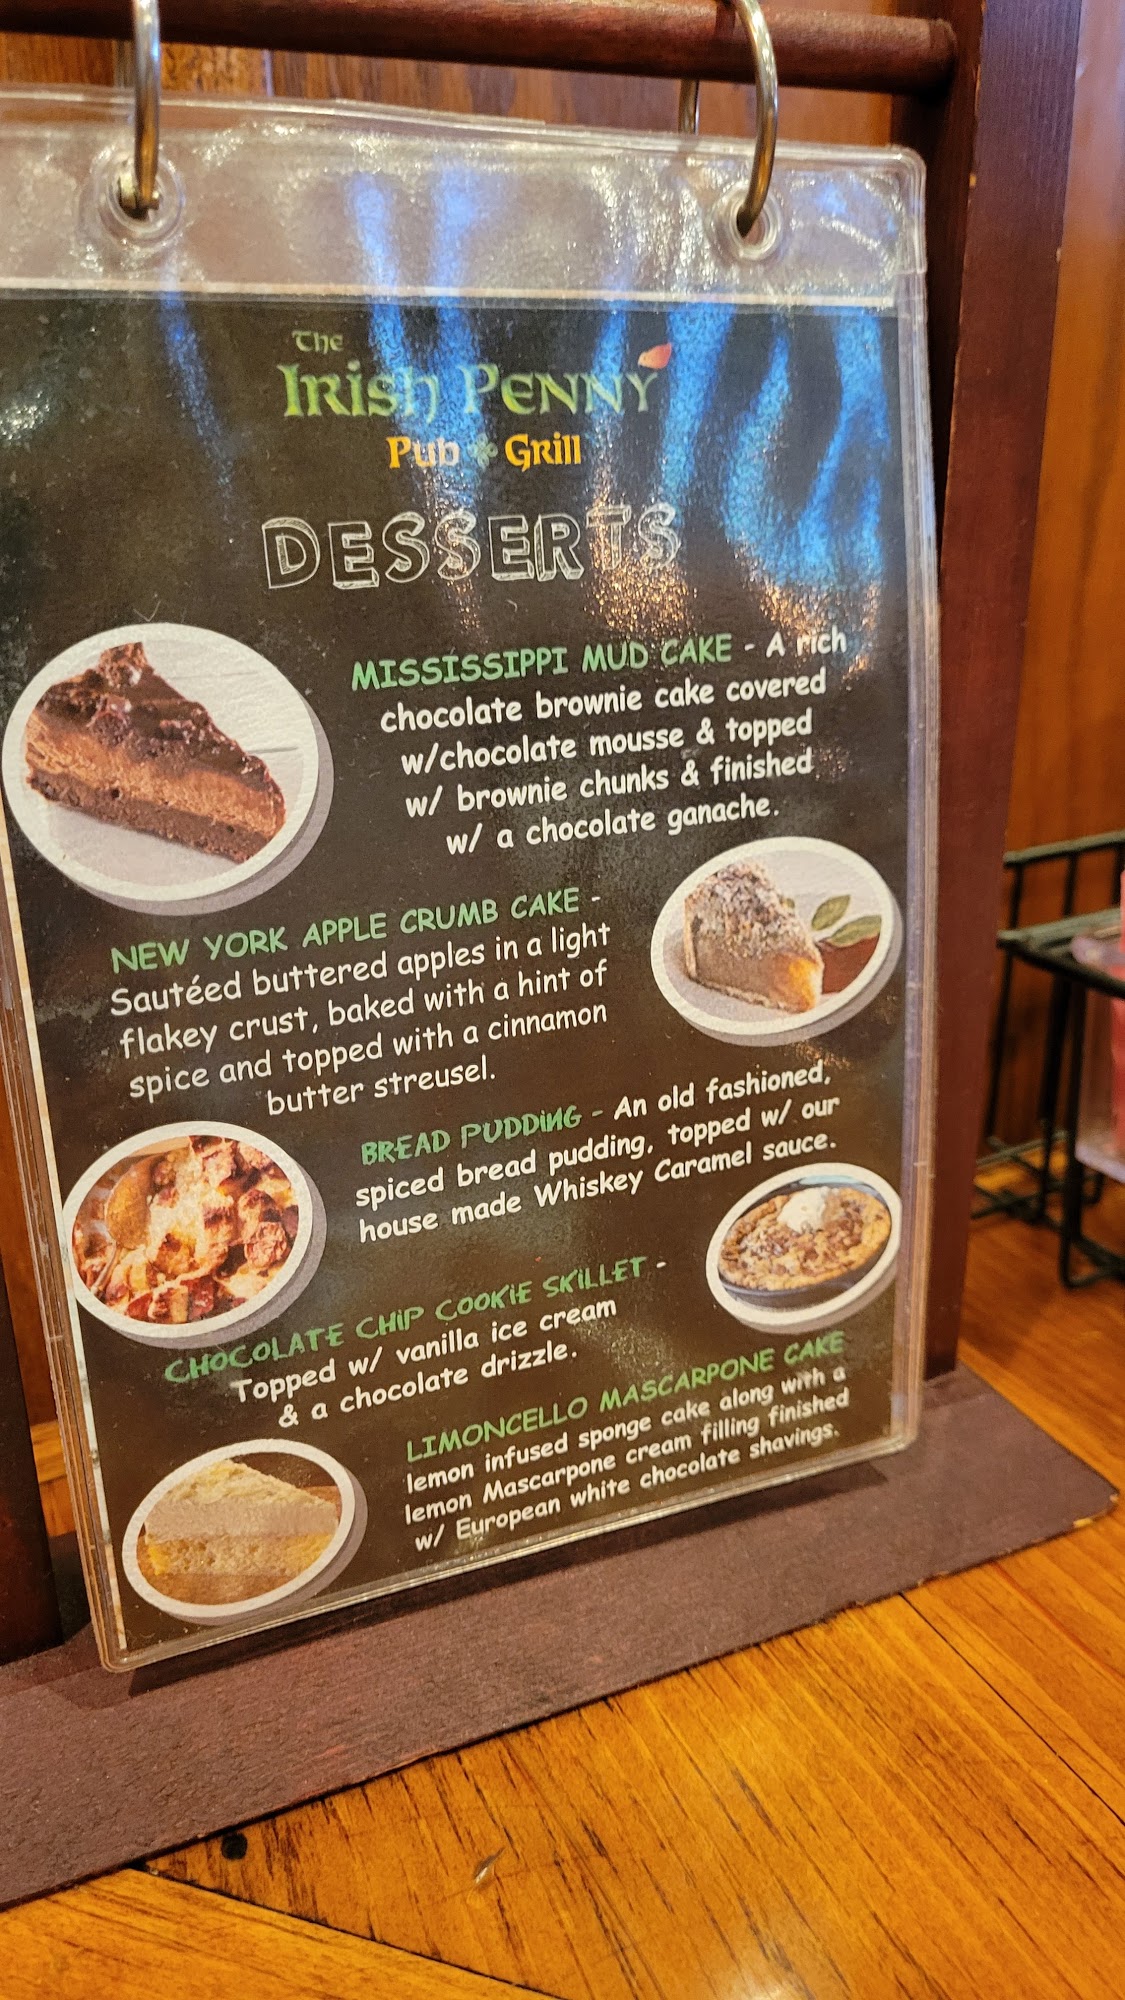 The
Irish Penny
Pub Grill
DESSERTS
MISSISSIPPI MUD CAKE - A rich
chocolate brownie cake covered
w/chocolate mousse & topped
w/ brownie chunks & finished
w/ a chocolate ganache.
NEW YORK APPLE CRUMB CAKE -
Sautéed buttered apples in a light
flakey crust, baked with a hint of
spice and topped with a cinnamon
butter streusel.
BREAD PUDDING - An old fashioned,
spiced bread pudding, topped w/ our
house made Whiskey Caramel sauce.
CHOCOLATE CHIP COOKIE SKILLET -
Topped w/ vanilla ice cream
& a chocolate drizzle.
LIMONCELLO MASCARPONE CAKE
lemon infused sponge cake along with a
lemon Mascarpone cream filling finished
w/ European white chocolate shavings.